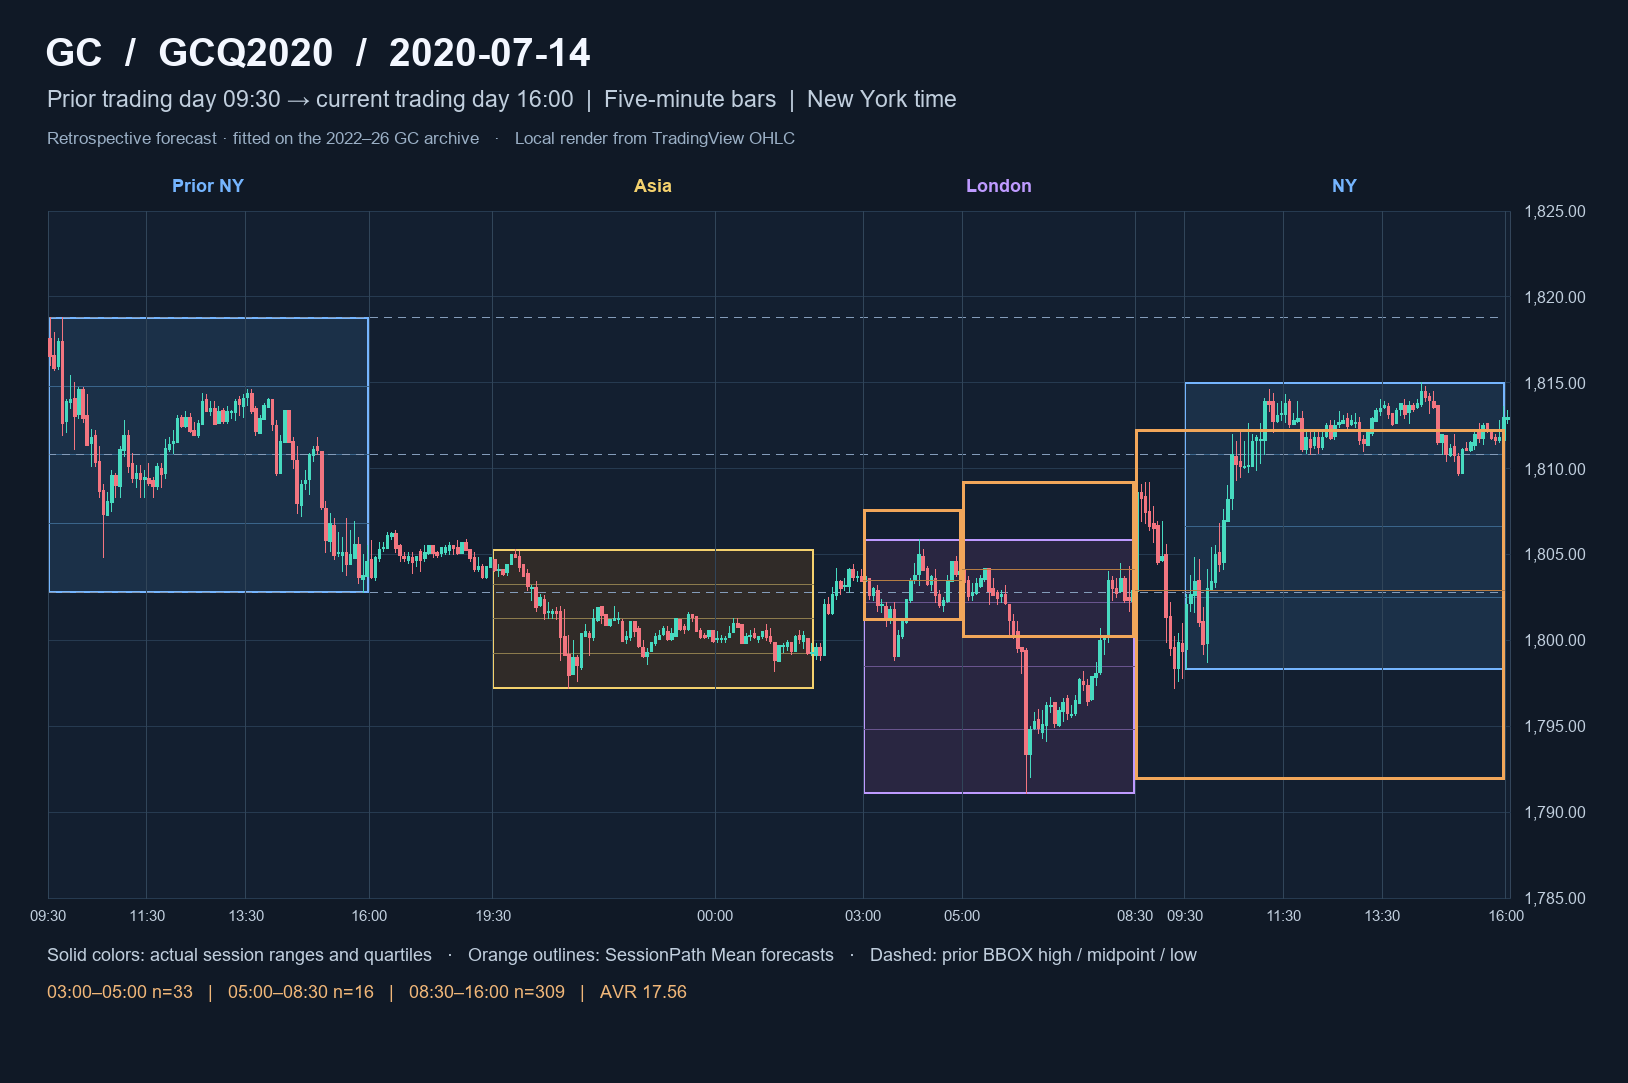 GC / GCQ2020 / 2020-07-14
Prior trading day 09:30 → current trading day 16:00 | Five-minute bars | New York time
Retrospective forecast · fitted on the 2022–26 GC archive · Local render from TradingView OHLC
Prior NY Asia London NY
1,825.00
1,820.00
1,815.00
1,810.00
1,805.00
1,800.00
1,795.00
1,790.00
1,785.00
09:30 11:30 13:30 16:00 19:30 00:00 03:00 05:00 08:30 09:30 11:30 13:30 16:00
Solid colors: actual session ranges and quartiles · Orange outlines: SessionPath Mean forecasts · Dashed: prior BBOX high / midpoint / low
03:00–05:00 n=33 | 05:00–08:30 n=16 | 08:30–16:00 n=309 | AVR 17.56